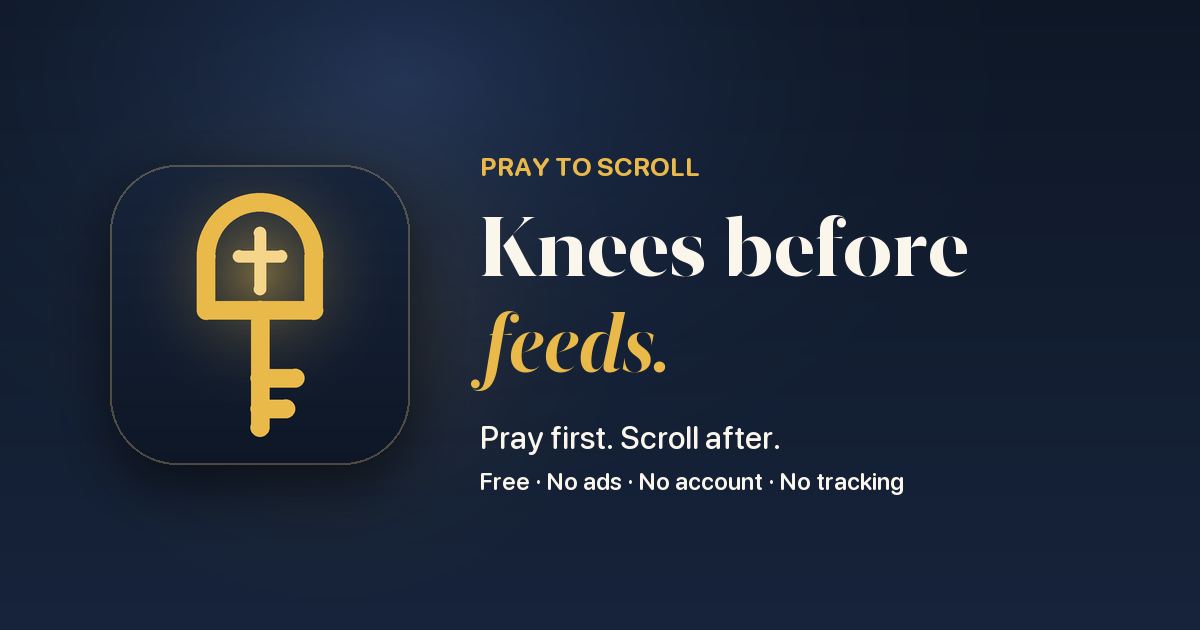 PRAY TO SCROLL
Knees before
feeds.
Pray first. Scroll after.
Free · No ads · No account · No tracking